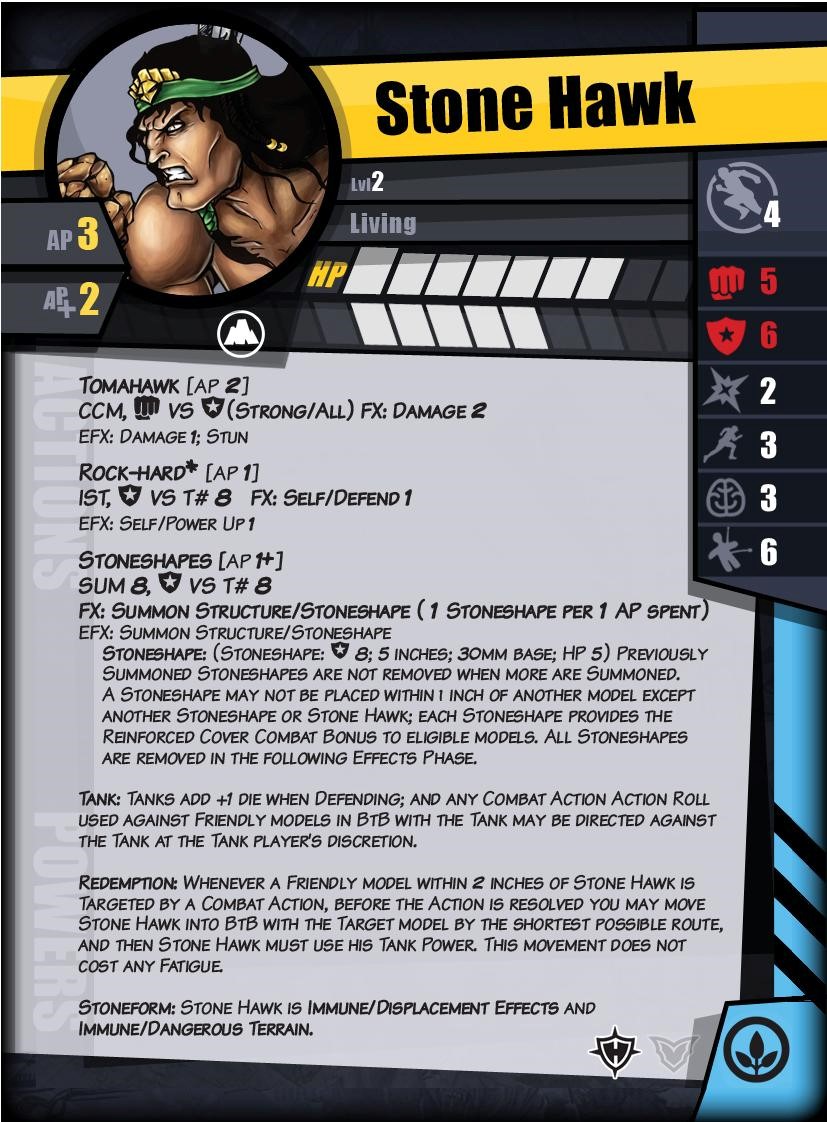 Stone Hawk
Lvl2
Living
AP 3
AP+ 2
HP
4
5
6
2
3
3
6
ACTIONS
TOMAHAWK [AP 2]
CCM, VS (STRONG/ALL) FX: DAMAGE 2
EFX: DAMAGE 1; STUN
ROCK-HARD* [AP 1]
IST, VS T# 8 FX: SELF/DEFEND 1
EFX: SELF/POWER UP 1
STONESHAPES [AP 1+]
SUM 8, VS T# 8
FX: SUMMON STRUCTURE/STONESHAPE (1 STONESHAPE PER 1 AP SPENT)
EFX: SUMMON STRUCTURE/STONESHAPE
STONESHAPE: (STONESHAPE: 8; 5 INCHES; 30MM BASE; HP 5) PREVIOUSLY
SUMMONED STONESHAPES ARE NOT REMOVED WHEN MORE ARE SUMMONED.
A STONESHAPE MAY NOT BE PLACED WITHIN 1 INCH OF ANOTHER MODEL EXCEPT
ANOTHER STONESHAPE OR STONE HAWK; EACH STONESHAPE PROVIDES THE
REINFORCED COVER COMBAT BONUS TO ELIGIBLE MODELS. ALL STONESHAPES
ARE REMOVED IN THE FOLLOWING EFFECTS PHASE.
POWERS
TANK: TANKS ADD +1 DIE WHEN DEFENDING; AND ANY COMBAT ACTION ACTION ROLL
USED AGAINST FRIENDLY MODELS IN BTB WITH THE TANK MAY BE DIRECTED AGAINST
THE TANK AT THE TANK PLAYER'S DISCRETION.
REDEMPTION: WHENEVER A FRIENDLY MODEL WITHIN 2 INCHES OF STONE HAWK IS
TARGETED BY A COMBAT ACTION, BEFORE THE ACTION IS RESOLVED YOU MAY MOVE
STONE HAWK INTO BTB WITH THE TARGET MODEL BY THE SHORTEST POSSIBLE ROUTE,
AND THEN STONE HAWK MUST USE HIS TANK POWER. THIS MOVEMENT DOES NOT
COST ANY FATIGUE.
STONEFORM: STONE HAWK IS IMMUNE/DISPLACEMENT EFFECTS AND
IMMUNE/DANGEROUS TERRAIN.
H